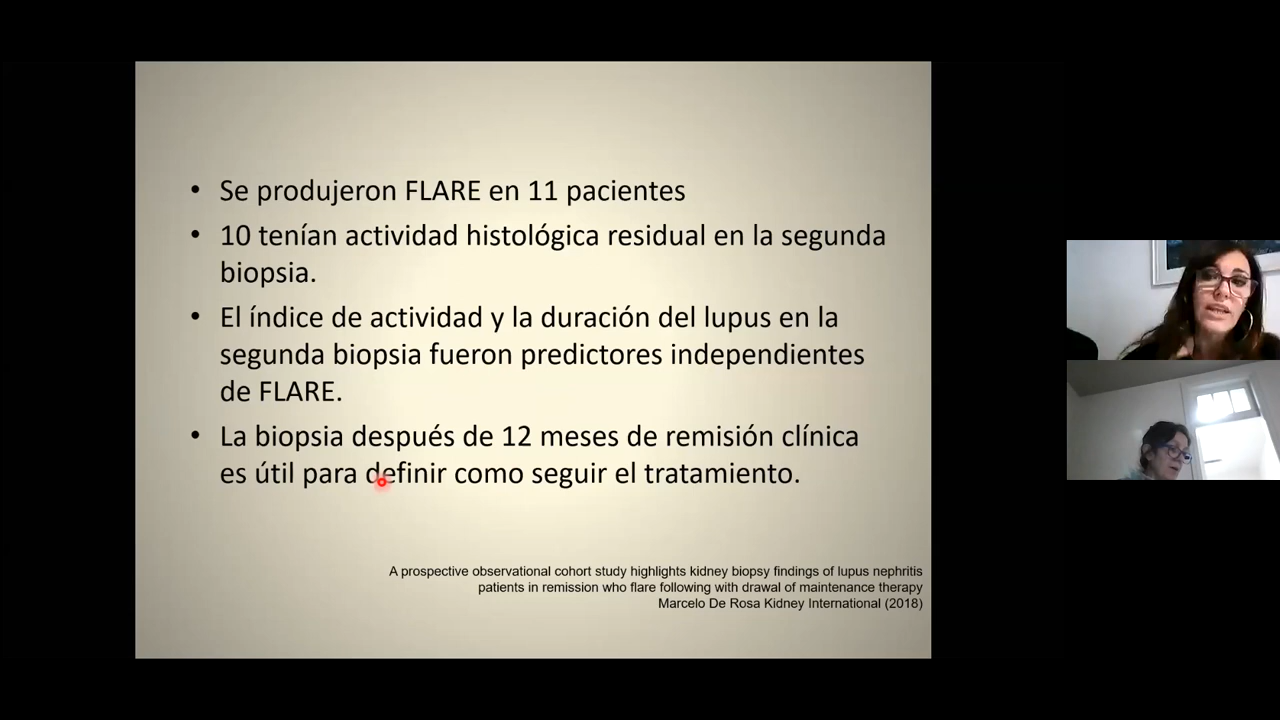 • Se produjeron FLARE en 11 pacientes
• 10 tenían actividad histológica residual en la segunda
biopsia.
• El índice de actividad y la duración del lupus en la
segunda biopsia fueron predictores independientes
de FLARE.
• La biopsia después de 12 meses de remisión clínica
es útil para definir como seguir el tratamiento.
A prospective observational cohort study highlights kidney biopsy findings of lupus nephritis
patients in remission who flare following with drawal of maintenance therapy
Marcelo De Rosa Kidney International (2018)